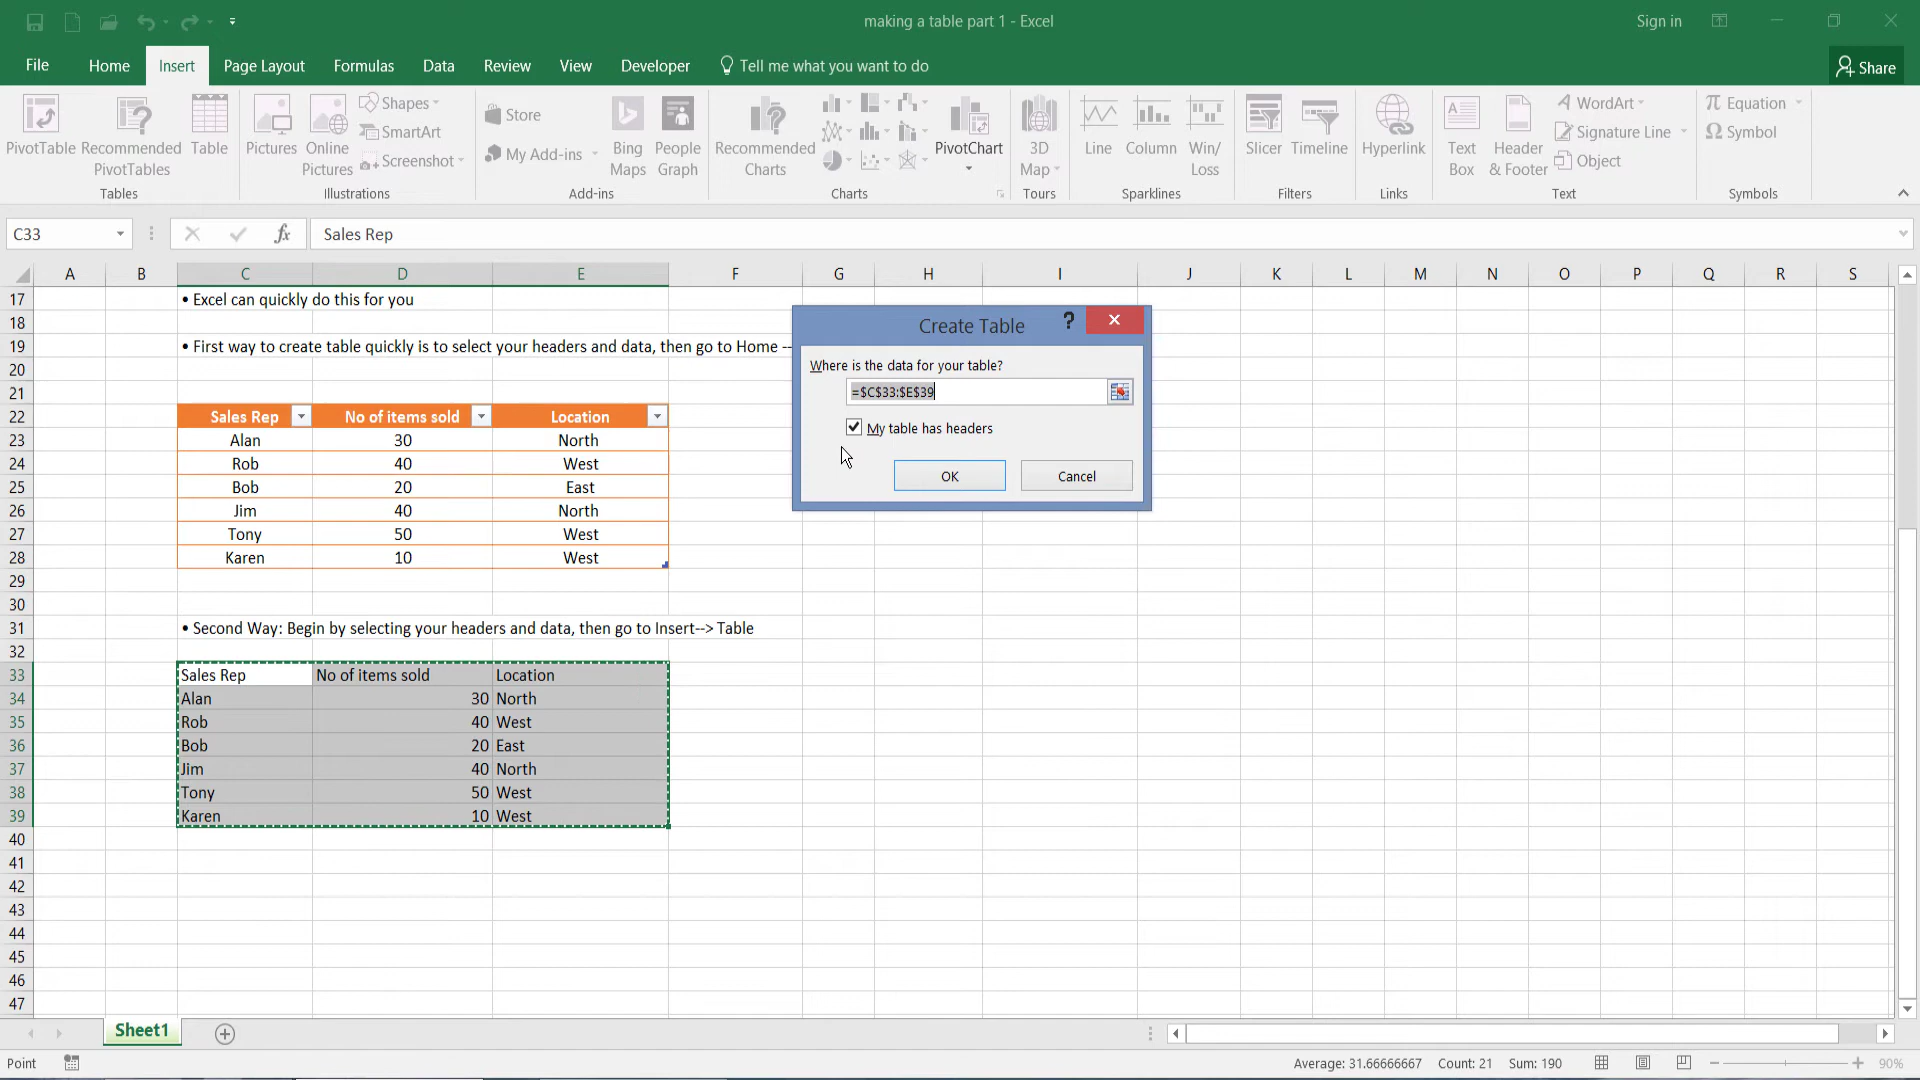 making a table part 1 - Excel
Sign in
File Home Insert Page Layout Formulas Data Review View Developer Tell me what you want to do Share
PivotTable Recommended PivotTables Table
Tables
Pictures Online Pictures Shapes SmartArt Screenshot
Illustrations
Store
My Add-ins
Bing Maps People Graph
Add-ins
Recommended Charts PivotChart
Charts
3D Map
Tours
Line Column Win/Loss
Sparklines
Slicer Timeline
Filters
Hyperlink
Links
Text Box Header & Footer WordArt Signature Line Object
Text
Equation
Symbol
Symbols
C33 fx Sales Rep
A B C D E F G H I J K L M N O P Q R S
17 • Excel can quickly do this for you
18
19 • First way to create table quickly is to select your headers and data, then go to Home --
20
21
22 Sales Rep No of items sold Location
23 Alan 30 North
24 Rob 40 West
25 Bob 20 East
26 Jim 40 North
27 Tony 50 West
28 Karen 10 West
29
30
31 • Second Way: Begin by selecting your headers and data, then go to Insert--> Table
32
33 Sales Rep No of items sold Location
34 Alan 30 North
35 Rob 40 West
36 Bob 20 East
37 Jim 40 North
38 Tony 50 West
39 Karen 10 West
40
41
42
43
44
45
46
47
Create Table ?
Where is the data for your table?
=$C$33:$E$39
My table has headers
OK Cancel
Sheet1
Point Average: 31.66666667 Count: 21 Sum: 190 90%